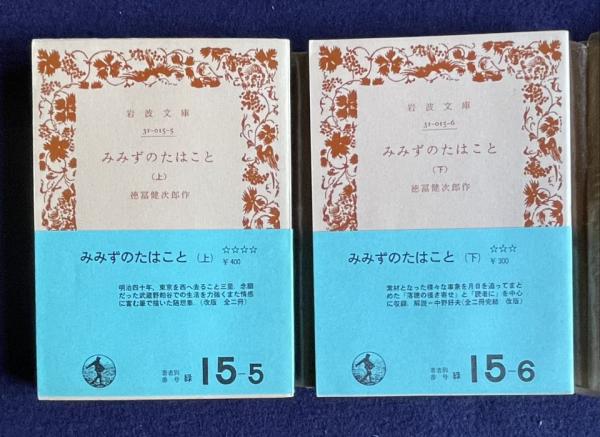 岩波文庫
31-015-5
みみずのたはこと
(上)
徳冨健次郎作
みみずのたはこと (上) ☆☆☆☆
¥400
明治四十年，東京を西へ去ること三里，念願
だった武蔵野粕谷での生活を力強くまた情感
に富む筆で描いた随想集．(改版 全二冊)
著者別
番号 緑 15-5
岩波文庫
31-015-6
みみずのたはこと
(下)
徳冨健次郎作
みみずのたはこと (下) ☆☆☆
¥300
素材となった様々な事象を月日を追ってまと
めた「落穂の掻き寄せ」と「読者に」を中心
に収録．解説＝中野好夫(全二冊完結 改版)
著者別
番号 緑 15-6